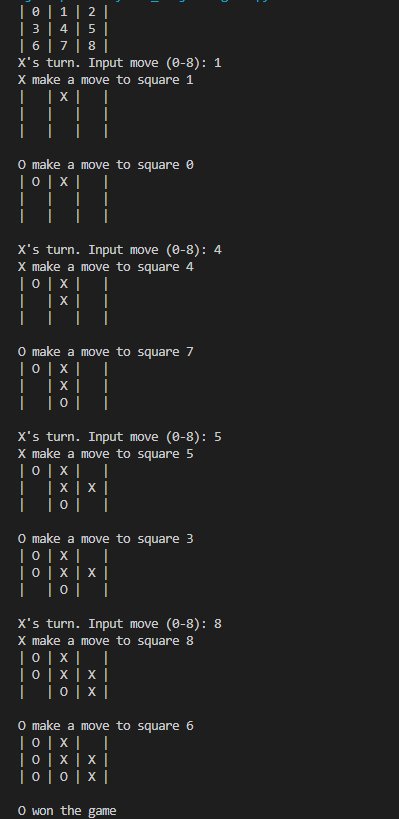 | 0 | 1 | 2 |
| 3 | 4 | 5 |
| 6 | 7 | 8 |
X's turn. Input move (0-8): 1
X make a move to square 1
|   | X |   |
|   |   |   |
|   |   |   |

O make a move to square 0
| O | X |   |
|   |   |   |
|   |   |   |

X's turn. Input move (0-8): 4
X make a move to square 4
| O | X |   |
|   | X |   |
|   |   |   |

O make a move to square 7
| O | X |   |
|   | X |   |
|   | O |   |

X's turn. Input move (0-8): 5
X make a move to square 5
| O | X |   |
|   | X | X |
|   | O |   |

O make a move to square 3
| O | X |   |
| O | X | X |
|   | O |   |

X's turn. Input move (0-8): 8
X make a move to square 8
| O | X |   |
| O | X | X |
|   | O | X |

O make a move to square 6
| O | X |   |
| O | X | X |
| O | O | X |

O won the game